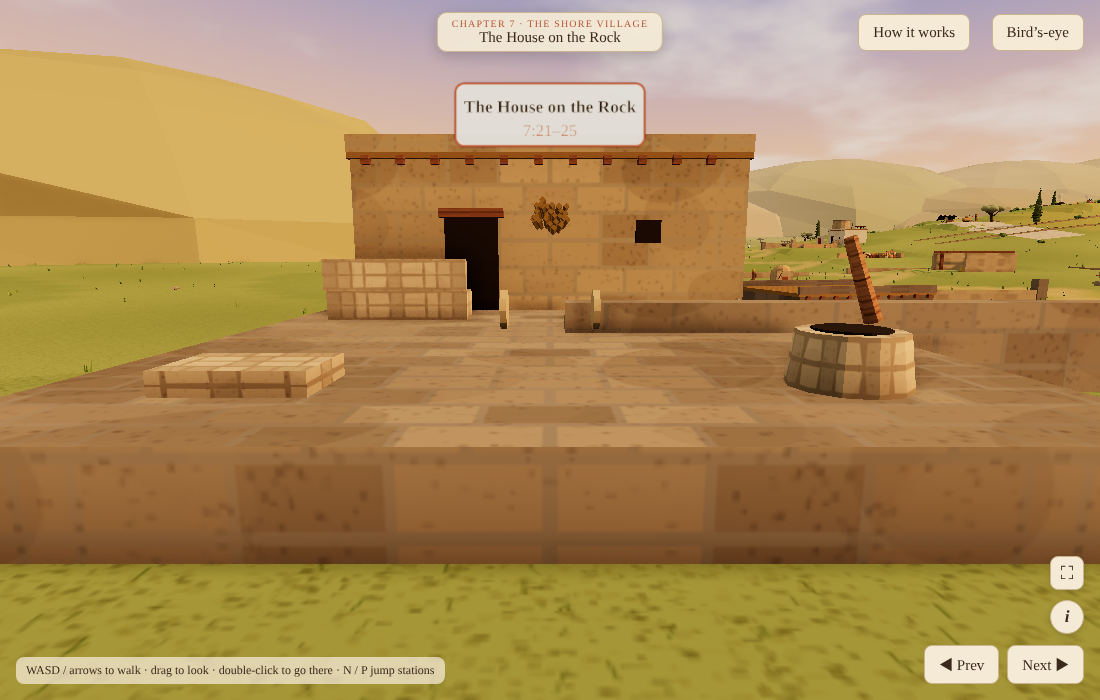 CHAPTER 7 · THE SHORE VILLAGE
The House on the Rock
How it works
Bird’s-eye
The House on the Rock
7:21–25
i
WASD / arrows to walk · drag to look · double-click to go there · N / P jump stations
◀ Prev
Next ▶